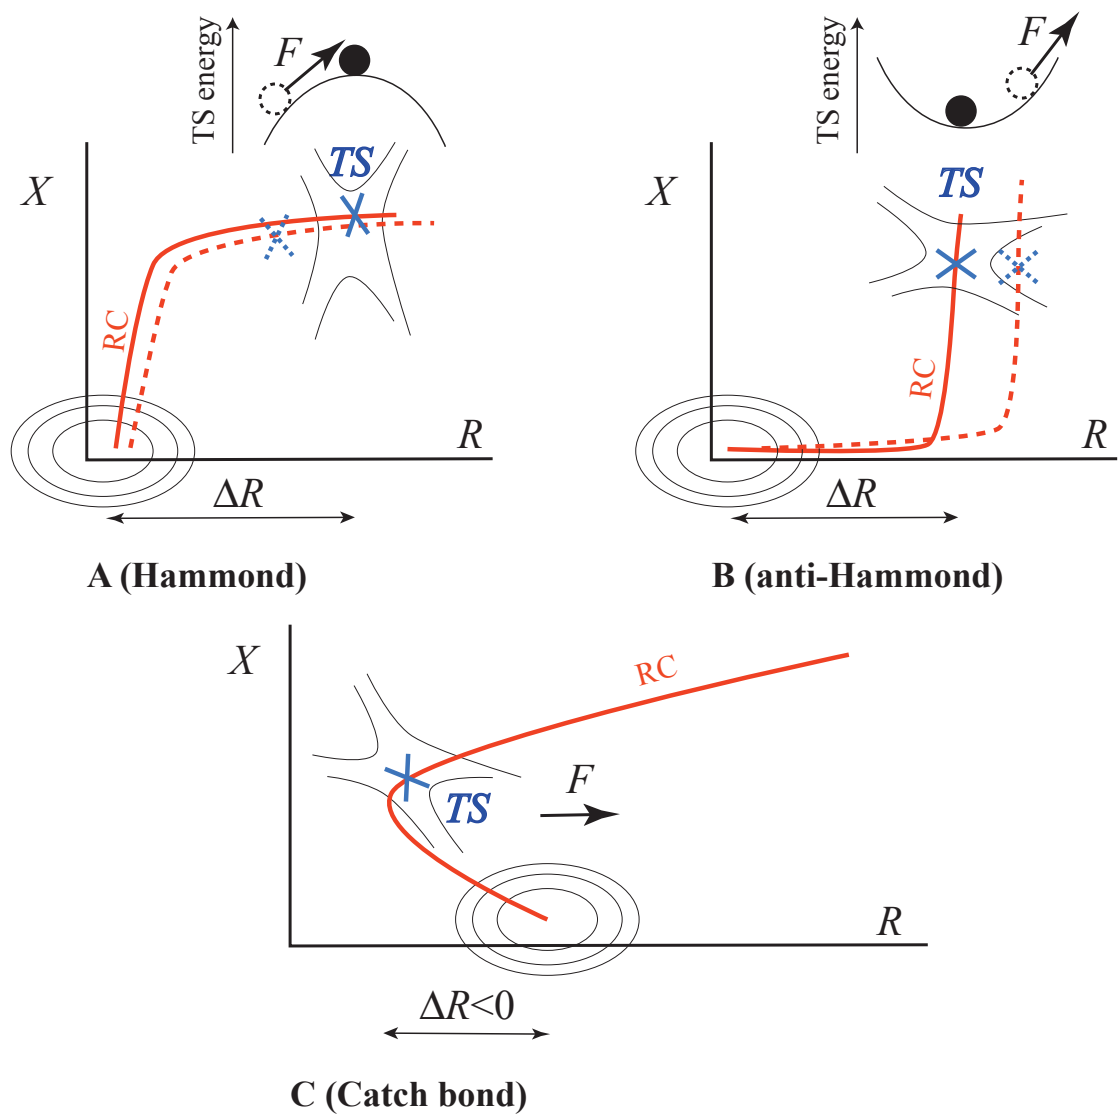 TS energy
F
TS
X
RC
R
ΔR
A (Hammond)
TS energy
F
TS
X
RC
R
ΔR
B (anti-Hammond)
X
RC
F
TS
R
ΔR<0
C (Catch bond)